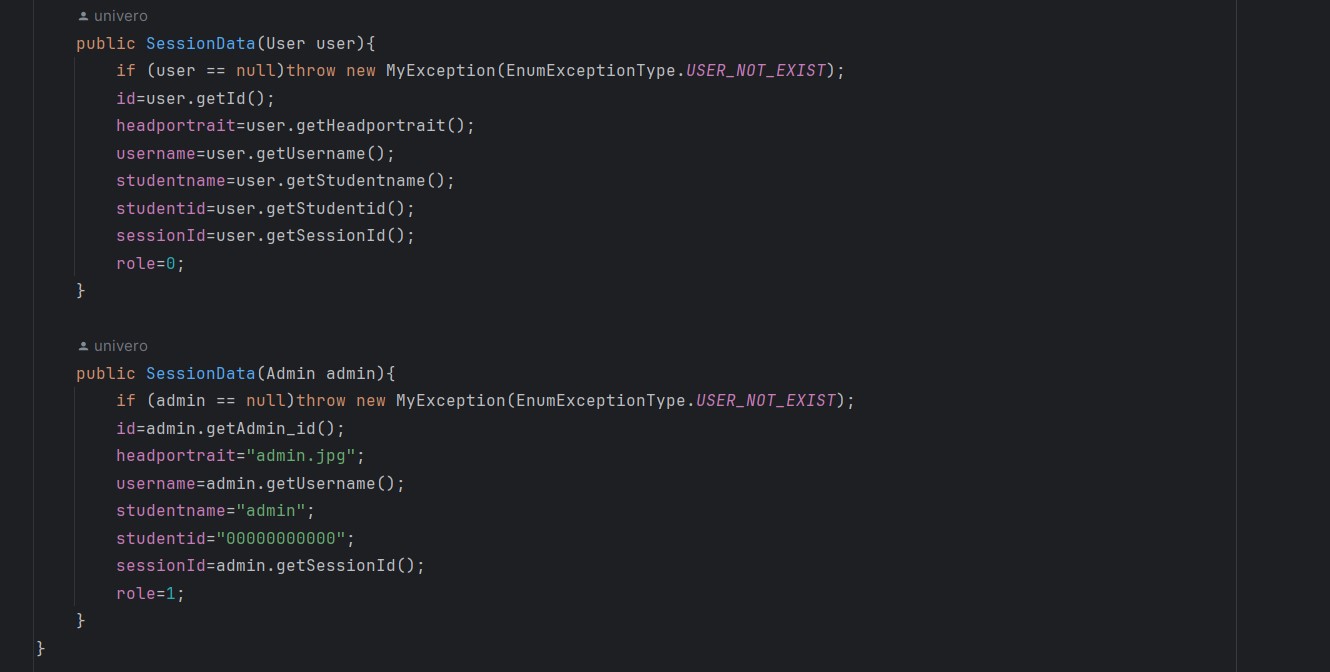 univero
public SessionData(User user){
if (user == null)throw new MyException(EnumExceptionType.USER_NOT_EXIST);
id=user.getId();
headportrait=user.getHeadportrait();
username=user.getUsername();
studentname=user.getStudentname();
studentid=user.getStudentid();
sessionId=user.getSessionId();
role=0;
}
univero
public SessionData(Admin admin){
if (admin == null)throw new MyException(EnumExceptionType.USER_NOT_EXIST);
id=admin.getAdmin_id();
headportrait="admin.jpg";
username=admin.getUsername();
studentname="admin";
studentid="00000000000";
sessionId=admin.getSessionId();
role=1;
}
}